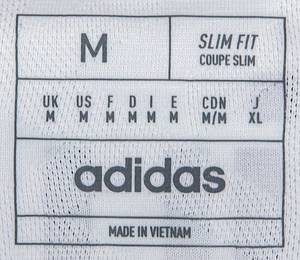 M
SLIM FIT
COUPE SLIM
UK US F D I E CDN J
M M M M M M M/M XL
adidas
MADE IN VIETNAM